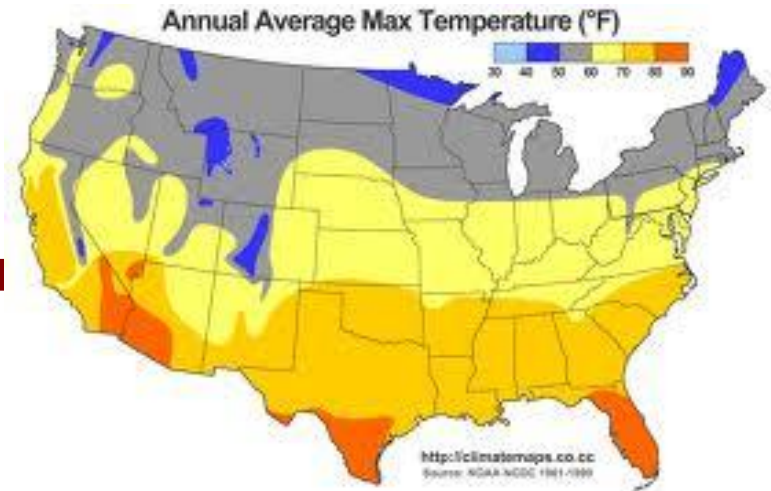 Annual Average Max Temperature (°F)
30 40 50 60 70 80 90
http://climatemaps.co.cc
Source: NOAA NCDC 1961-1990